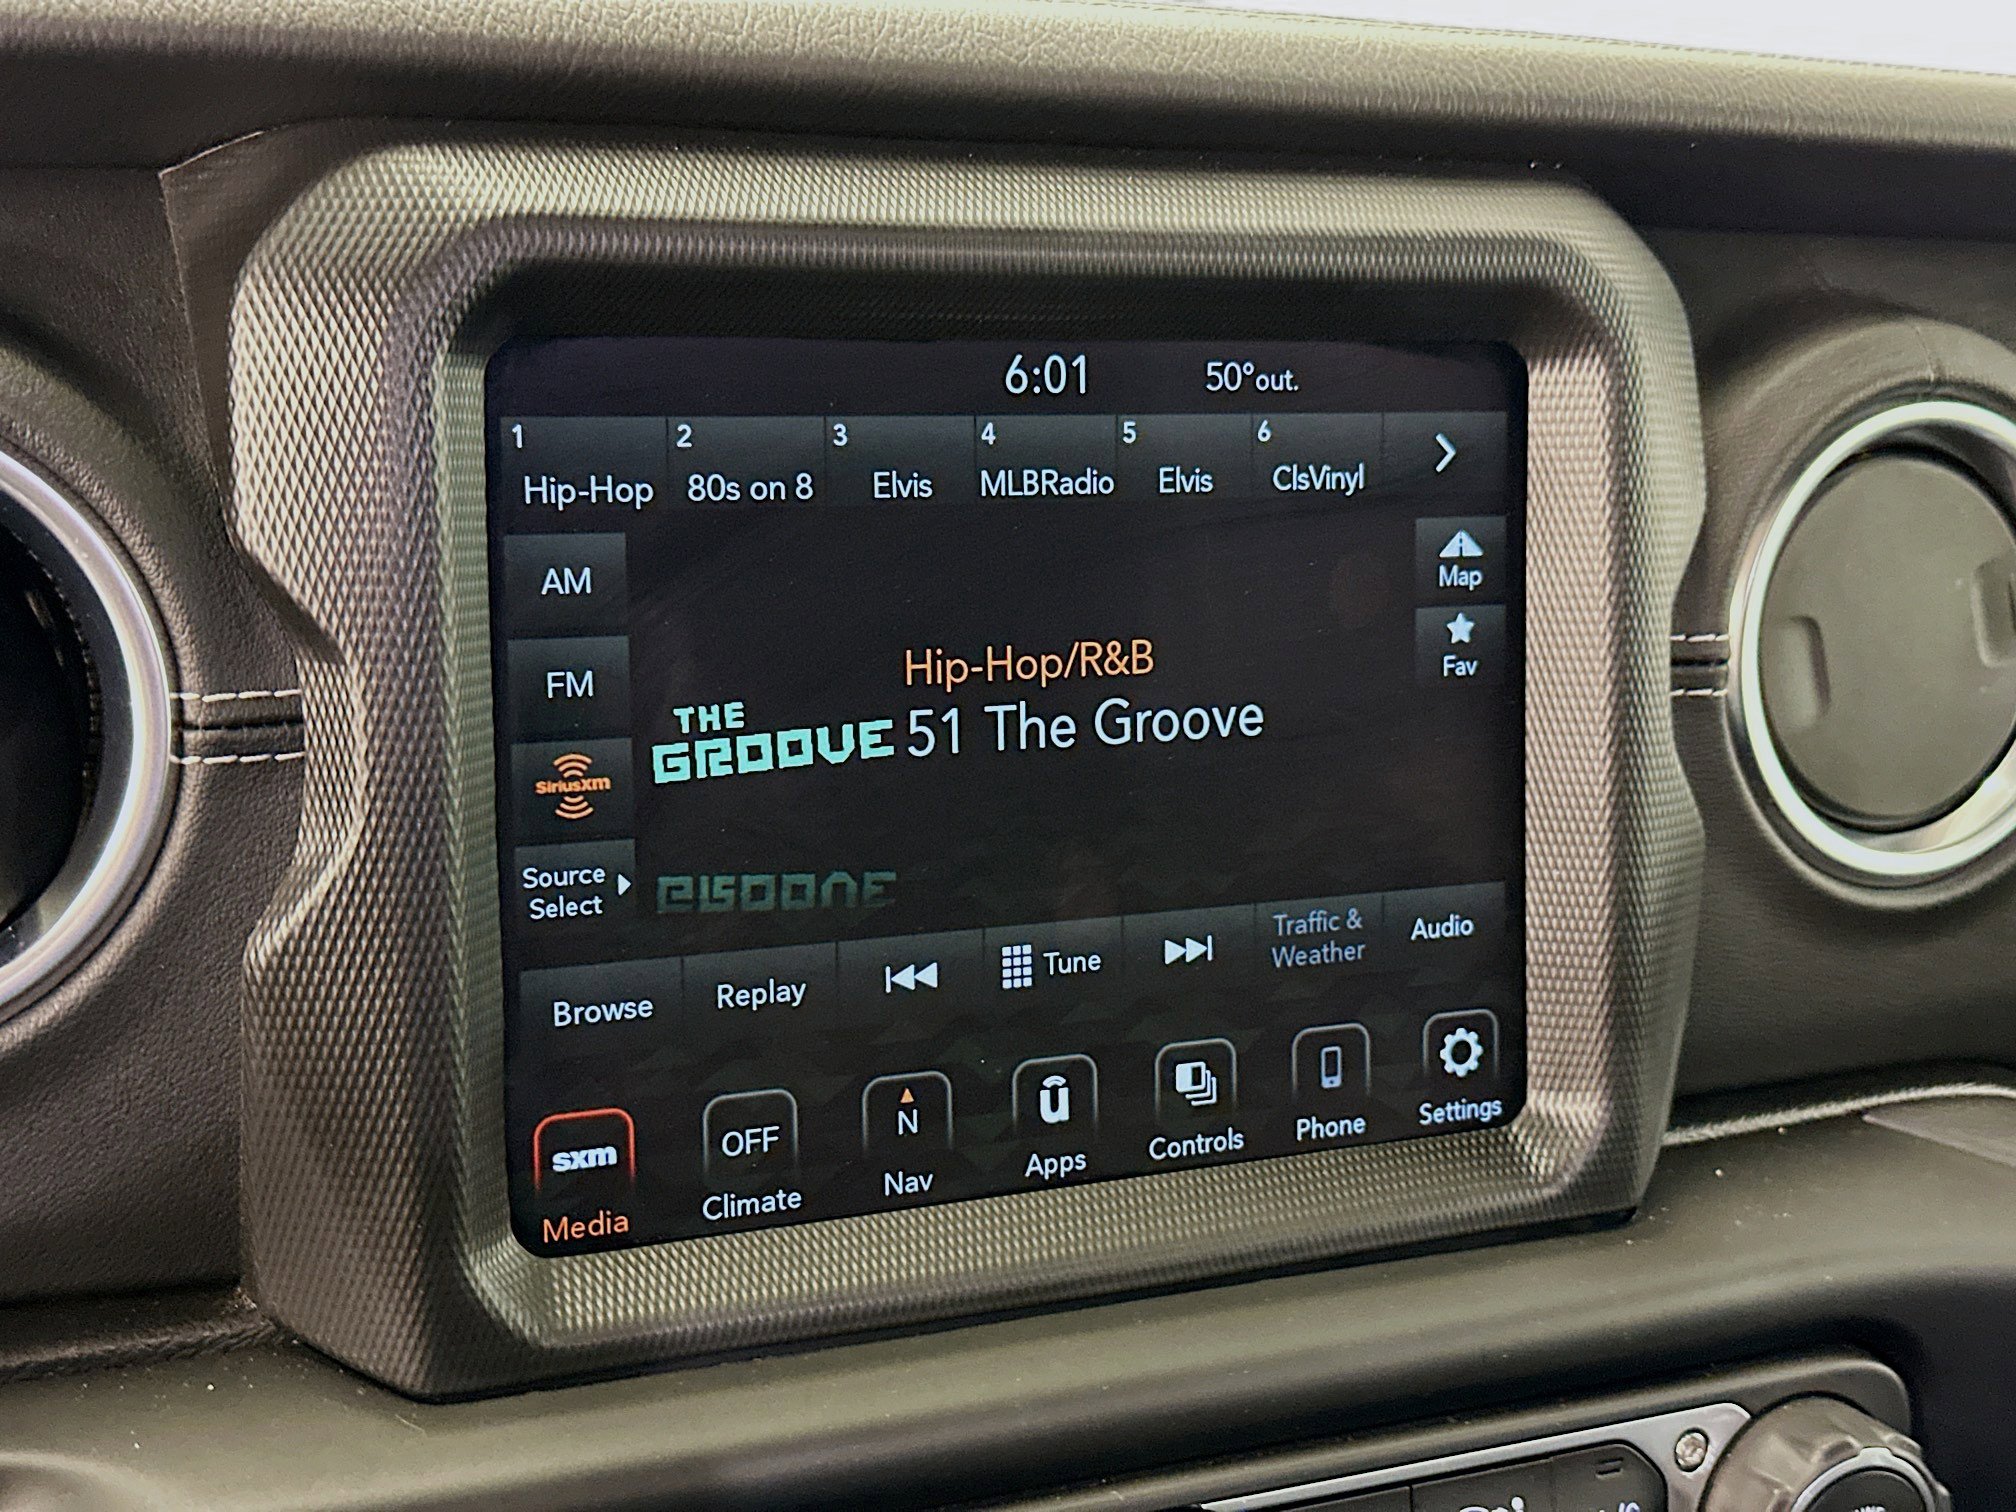 6:01 50°out.
1 2 3 4 5 6
Hip-Hop 80s on 8 Elvis MLBRadio Elvis ClsVinyl
AM
Map
FM
Fav
Hip-Hop/R&B
THE
GROOVE 51 The Groove
SiriusXM
Source
Select
Browse Replay Tune Traffic & Audio
Weather
sxm OFF N u
Media Climate Nav Apps Controls Phone Settings